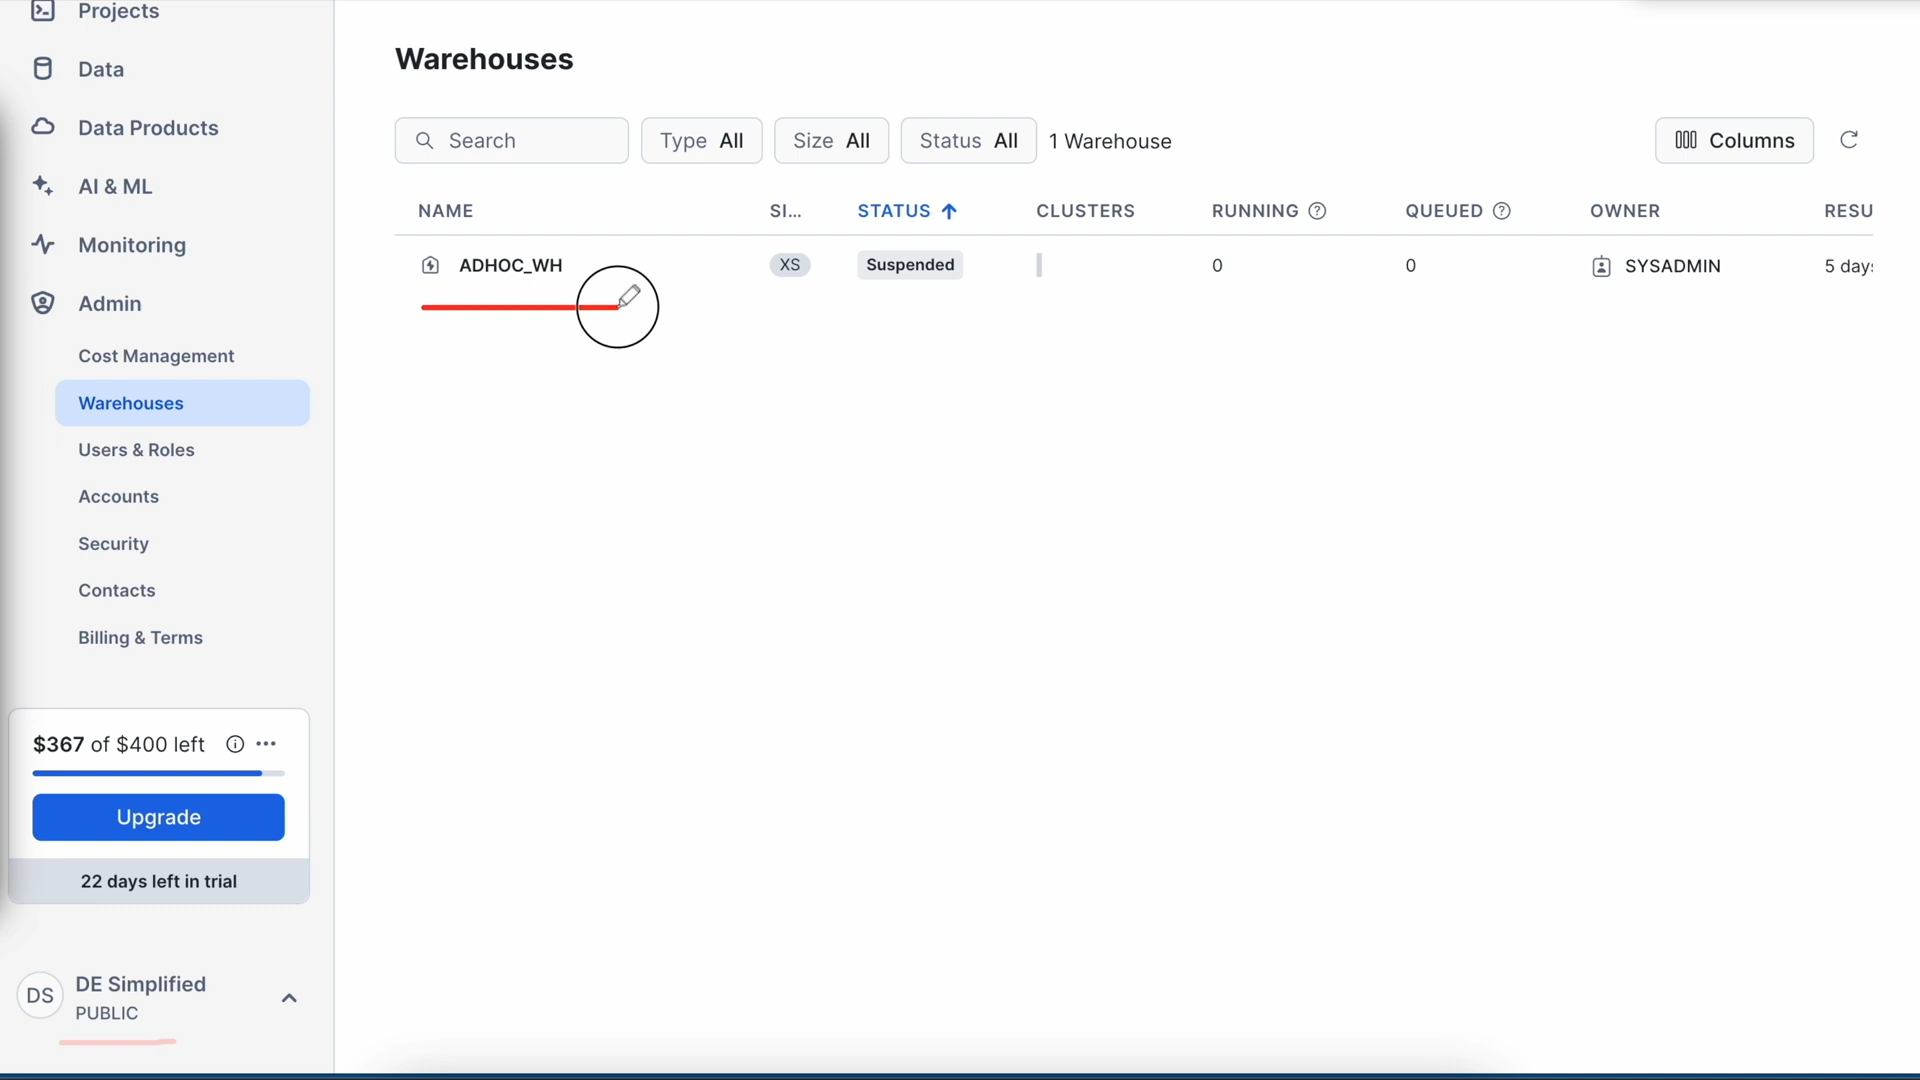 Projects
Data
Data Products
AI & ML
Monitoring
Admin
Cost Management
Warehouses
Users & Roles
Accounts
Security
Contacts
Billing & Terms
$367 of $400 left
Upgrade
22 days left in trial
DS
DE Simplified
PUBLIC
Warehouses
Search
Type All
Size All
Status All
1 Warehouse
Columns
NAME SI... STATUS CLUSTERS RUNNING QUEUED OWNER RESU
ADHOC_WH XS Suspended 0 0 SYSADMIN 5 days